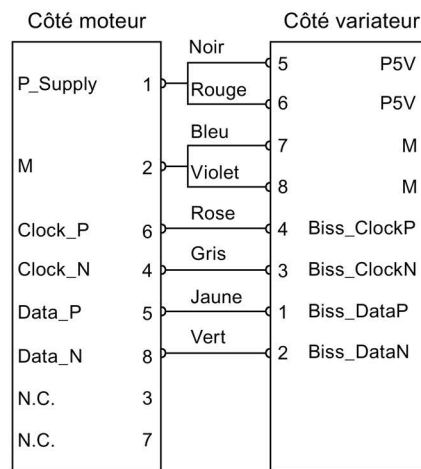 Côté moteur Côté variateur
Noir
5 P5V
P_Supply 1
Rouge
6 P5V
Bleu
7 M
M 2
Violet
8 M
Rose
Clock_P 6 4 Biss_ClockP
Gris
Clock_N 4 3 Biss_ClockN
Jaune
Data_P 5 1 Biss_DataP
Vert
Data_N 8 2 Biss_DataN
N.C. 3
N.C. 7